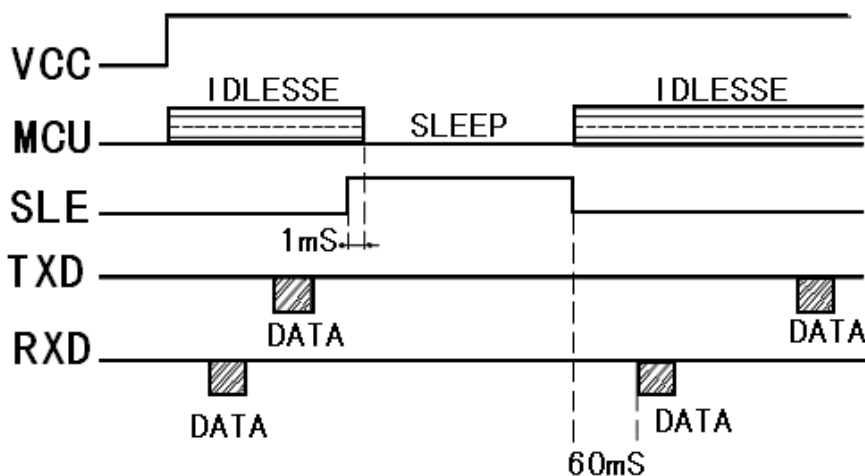 VCC
IDLESSE
IDLESSE
MCU
SLEEP
SLE
1mS
TXD
DATA
DATA
RXD
DATA
DATA
60mS